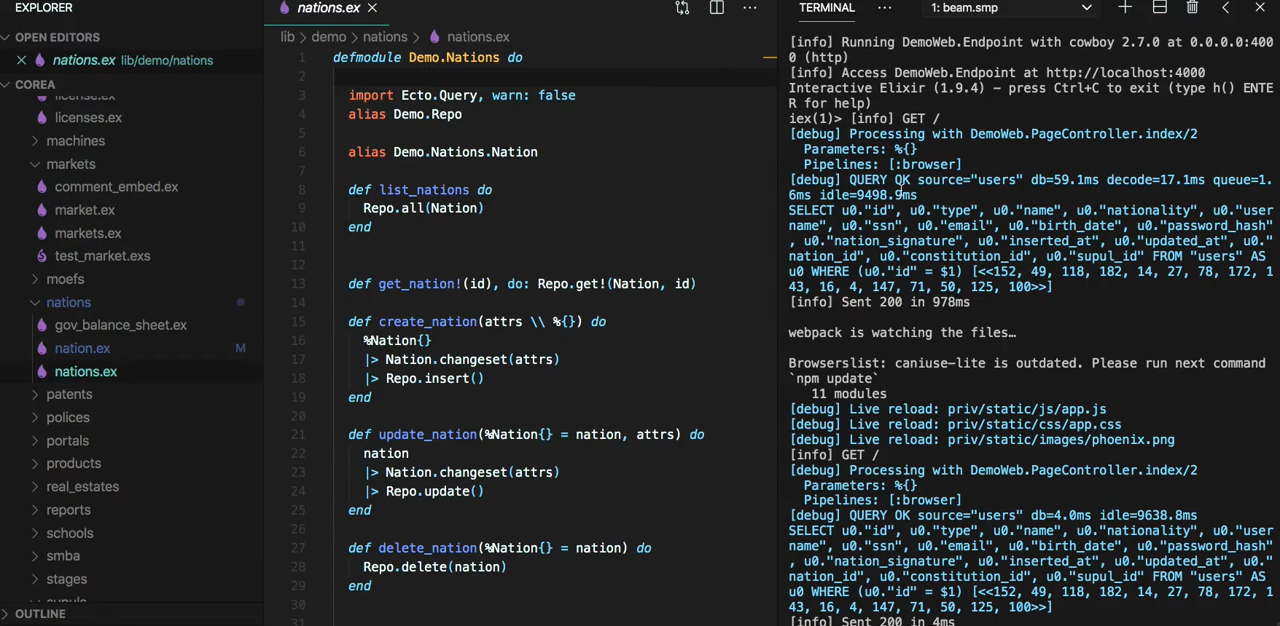 EXPLORER
OPEN EDITORS
nations.ex lib/demo/nations
COREA
license.ex
licenses.ex
machines
markets
comment_embed.ex
market.ex
markets.ex
test_market.exs
moefs
nations
gov_balance_sheet.ex
nation.ex M
nations.ex
patents
polices
portals
products
real_estates
reports
schools
smba
stages
supuls
OUTLINE
nations.ex
lib > demo > nations > nations.ex
1 defmodule Demo.Nations do
2
3 import Ecto.Query, warn: false
4 alias Demo.Repo
5
6 alias Demo.Nations.Nation
7
8 def list_nations do
9 Repo.all(Nation)
10 end
11
12
13 def get_nation!(id), do: Repo.get!(Nation, id)
14
15 def create_nation(attrs \\ %{}) do
16 %Nation{}
17 |> Nation.changeset(attrs)
18 |> Repo.insert()
19 end
20
21 def update_nation(%Nation{} = nation, attrs) do
22 nation
23 |> Nation.changeset(attrs)
24 |> Repo.update()
25 end
26
27 def delete_nation(%Nation{} = nation) do
28 Repo.delete(nation)
29 end
30
31
TERMINAL ... 1: beam.smp
[info] Running DemoWeb.Endpoint with cowboy 2.7.0 at 0.0.0.0:400
0 (http)
[info] Access DemoWeb.Endpoint at http://localhost:4000
Interactive Elixir (1.9.4) - press Ctrl+C to exit (type h() ENTE
R for help)
iex(1)> [info] GET /
[debug] Processing with DemoWeb.PageController.index/2
Parameters: %{}
Pipelines: [:browser]
[debug] QUERY OK source="users" db=59.1ms decode=17.1ms queue=1.
6ms idle=9498.9ms
SELECT u0."id", u0."type", u0."name", u0."nationality", u0."user
name", u0."ssn", u0."email", u0."birth_date", u0."password_hash"
, u0."nation_signature", u0."inserted_at", u0."updated_at", u0."
nation_id", u0."constitution_id", u0."supul_id" FROM "users" AS
u0 WHERE (u0."id" = $1) [<<152, 49, 118, 182, 14, 27, 78, 172, 1
43, 16, 4, 147, 71, 50, 125, 100>>]
[info] Sent 200 in 978ms
webpack is watching the files…
Browserslist: caniuse-lite is outdated. Please run next command
`npm update`
11 modules
[debug] Live reload: priv/static/js/app.js
[debug] Live reload: priv/static/css/app.css
[debug] Live reload: priv/static/images/phoenix.png
[info] GET /
[debug] Processing with DemoWeb.PageController.index/2
Parameters: %{}
Pipelines: [:browser]
[debug] QUERY OK source="users" db=4.0ms idle=9638.8ms
SELECT u0."id", u0."type", u0."name", u0."nationality", u0."user
name", u0."ssn", u0."email", u0."birth_date", u0."password_hash"
, u0."nation_signature", u0."inserted_at", u0."updated_at", u0."
nation_id", u0."constitution_id", u0."supul_id" FROM "users" AS
u0 WHERE (u0."id" = $1) [<<152, 49, 118, 182, 14, 27, 78, 172, 1
43, 16, 4, 147, 71, 50, 125, 100>>]
[info] Sent 200 in 4ms